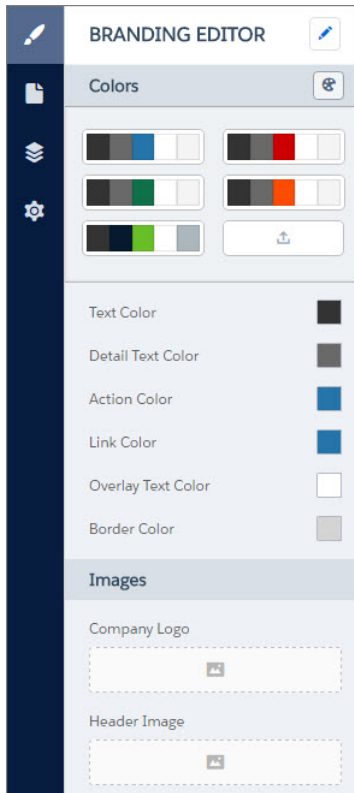 BRANDING EDITOR
Colors
Text Color
Detail Text Color
Action Color
Link Color
Overlay Text Color
Border Color
Images
Company Logo
Header Image